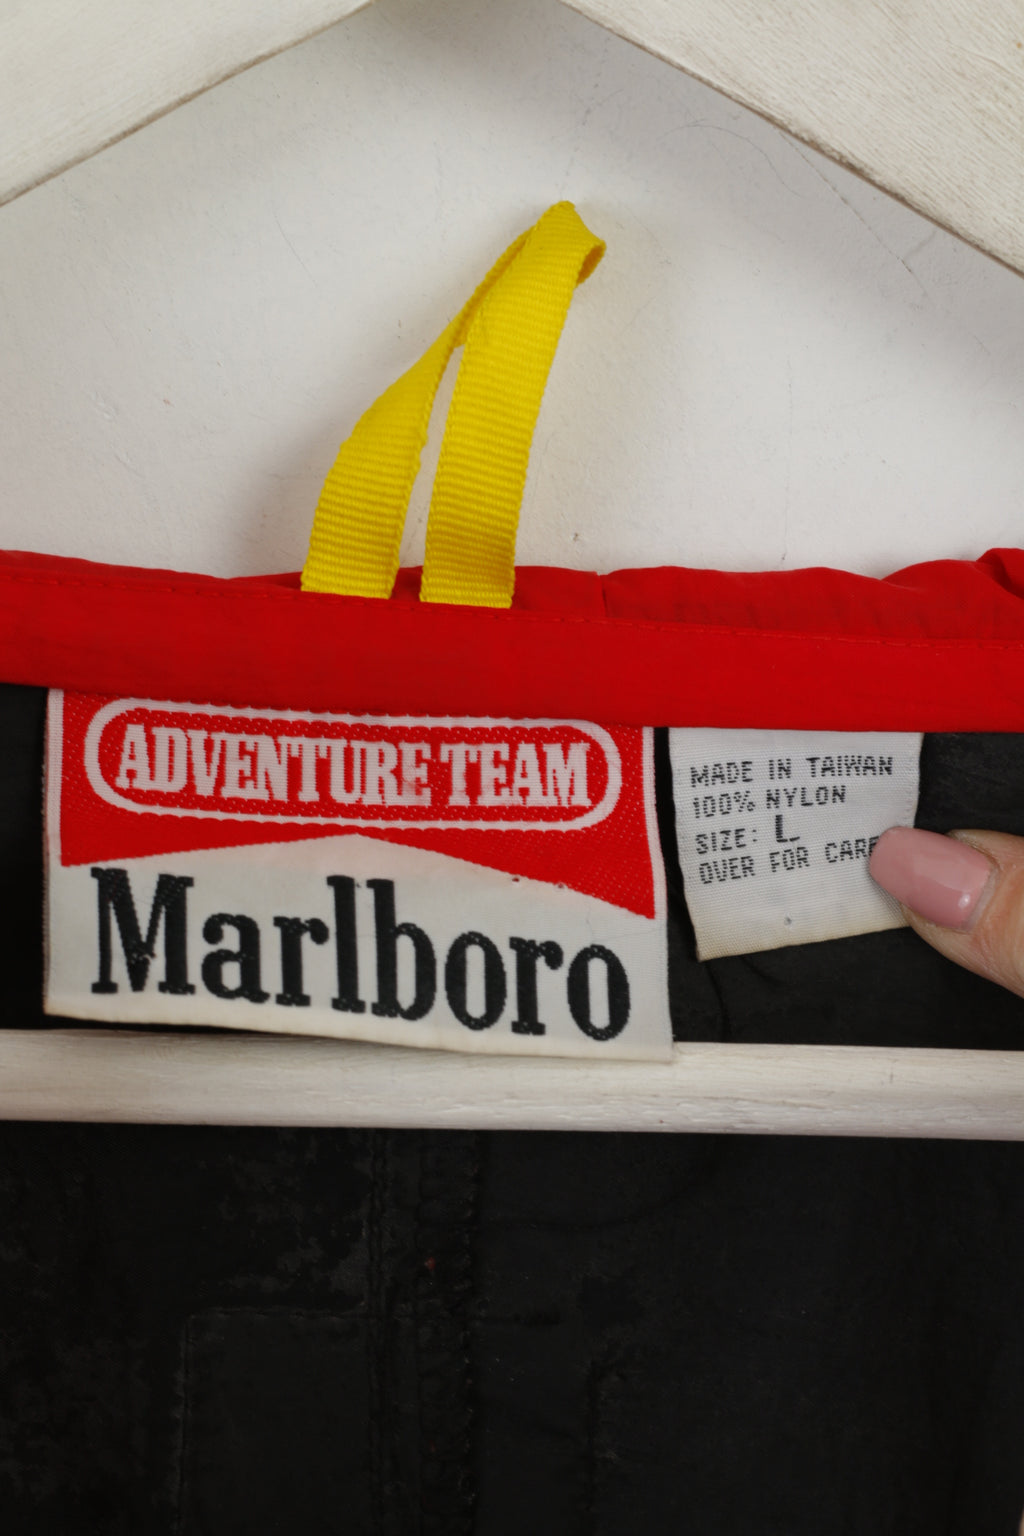 ADVENTURE TEAM
Marlboro
MADE IN TAIWAN
100% NYLON
SIZE: L
OVER FOR CARE